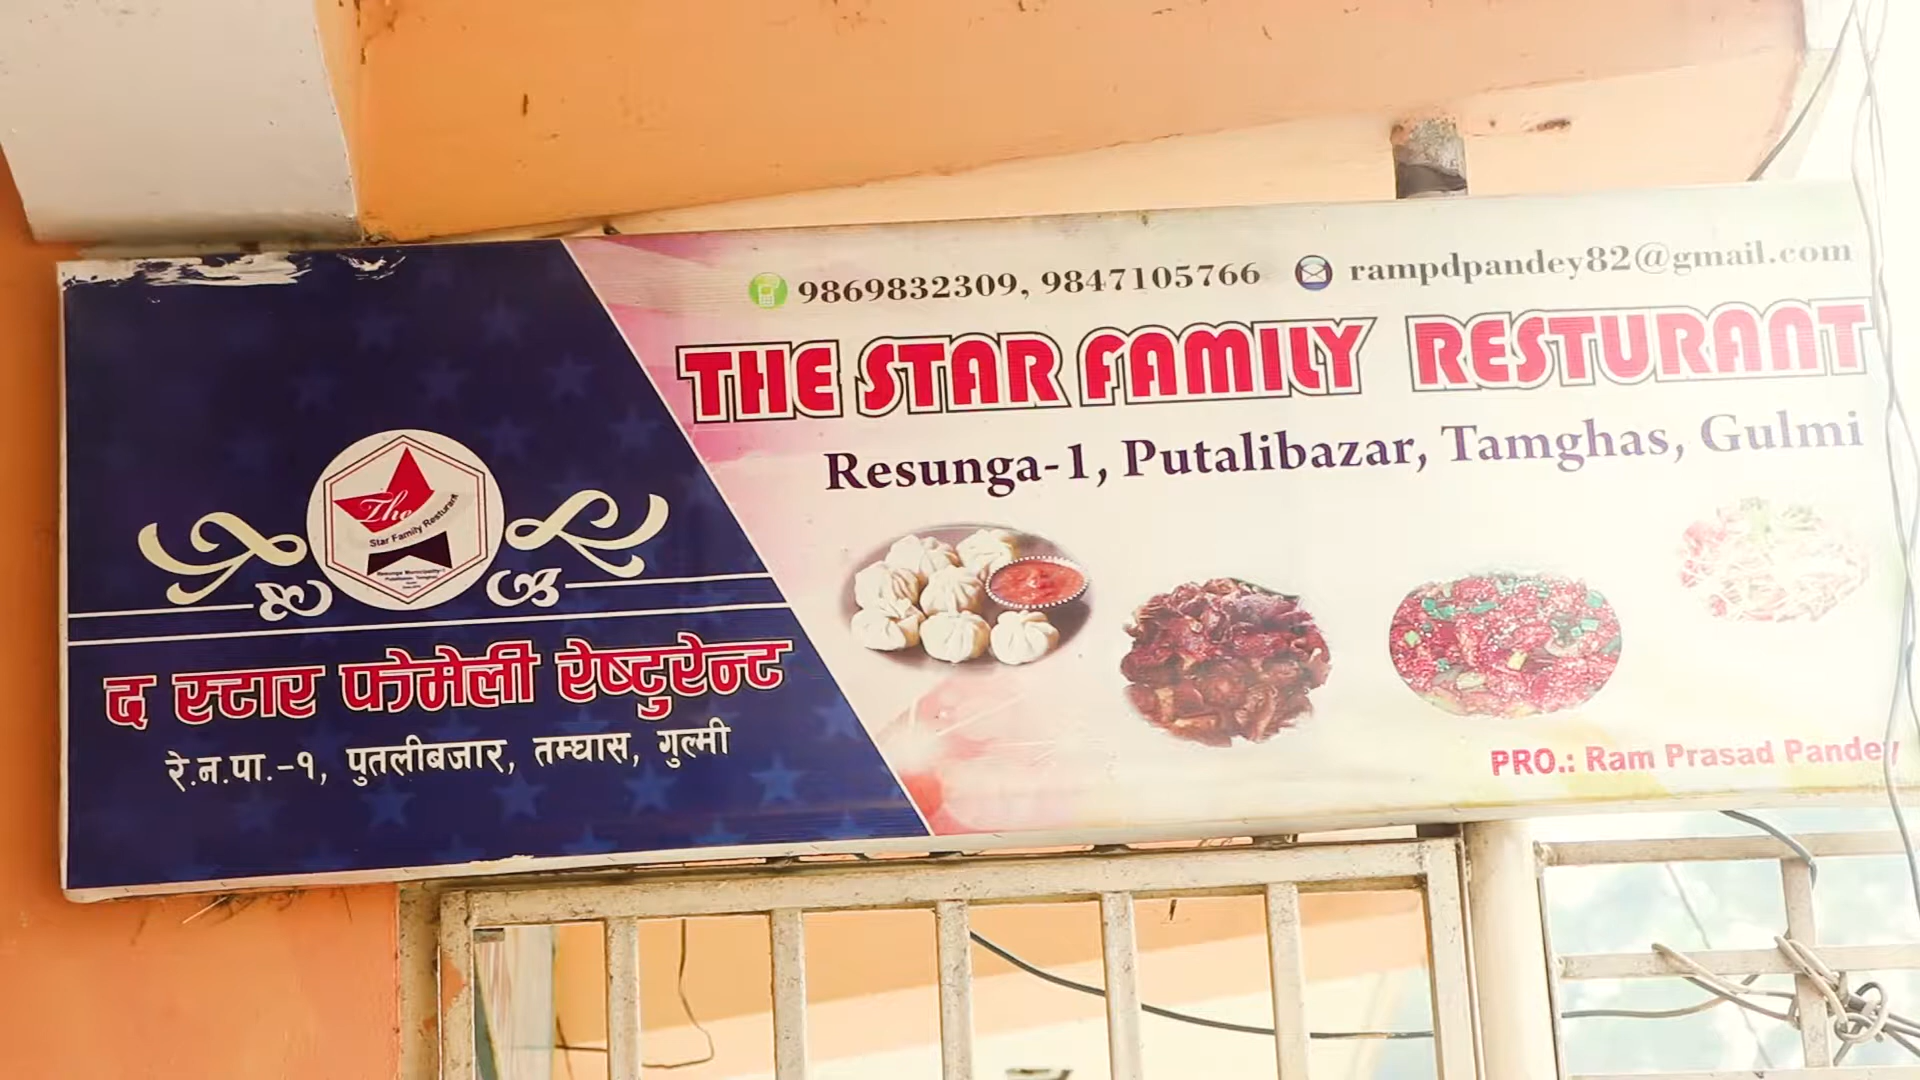 9869832309, 9847105766 rampdpandey82@gmail.com
THE STAR FAMILY RESTURANT
Resunga-1, Putalibazar, Tamghas, Gulmi
The
Star Family Resturant
द स्टार फेमेली रेष्टुरेन्ट
रे.न.पा.-१, पुतलीबजार, तम्घास, गुल्मी
PRO.: Ram Prasad Pandey